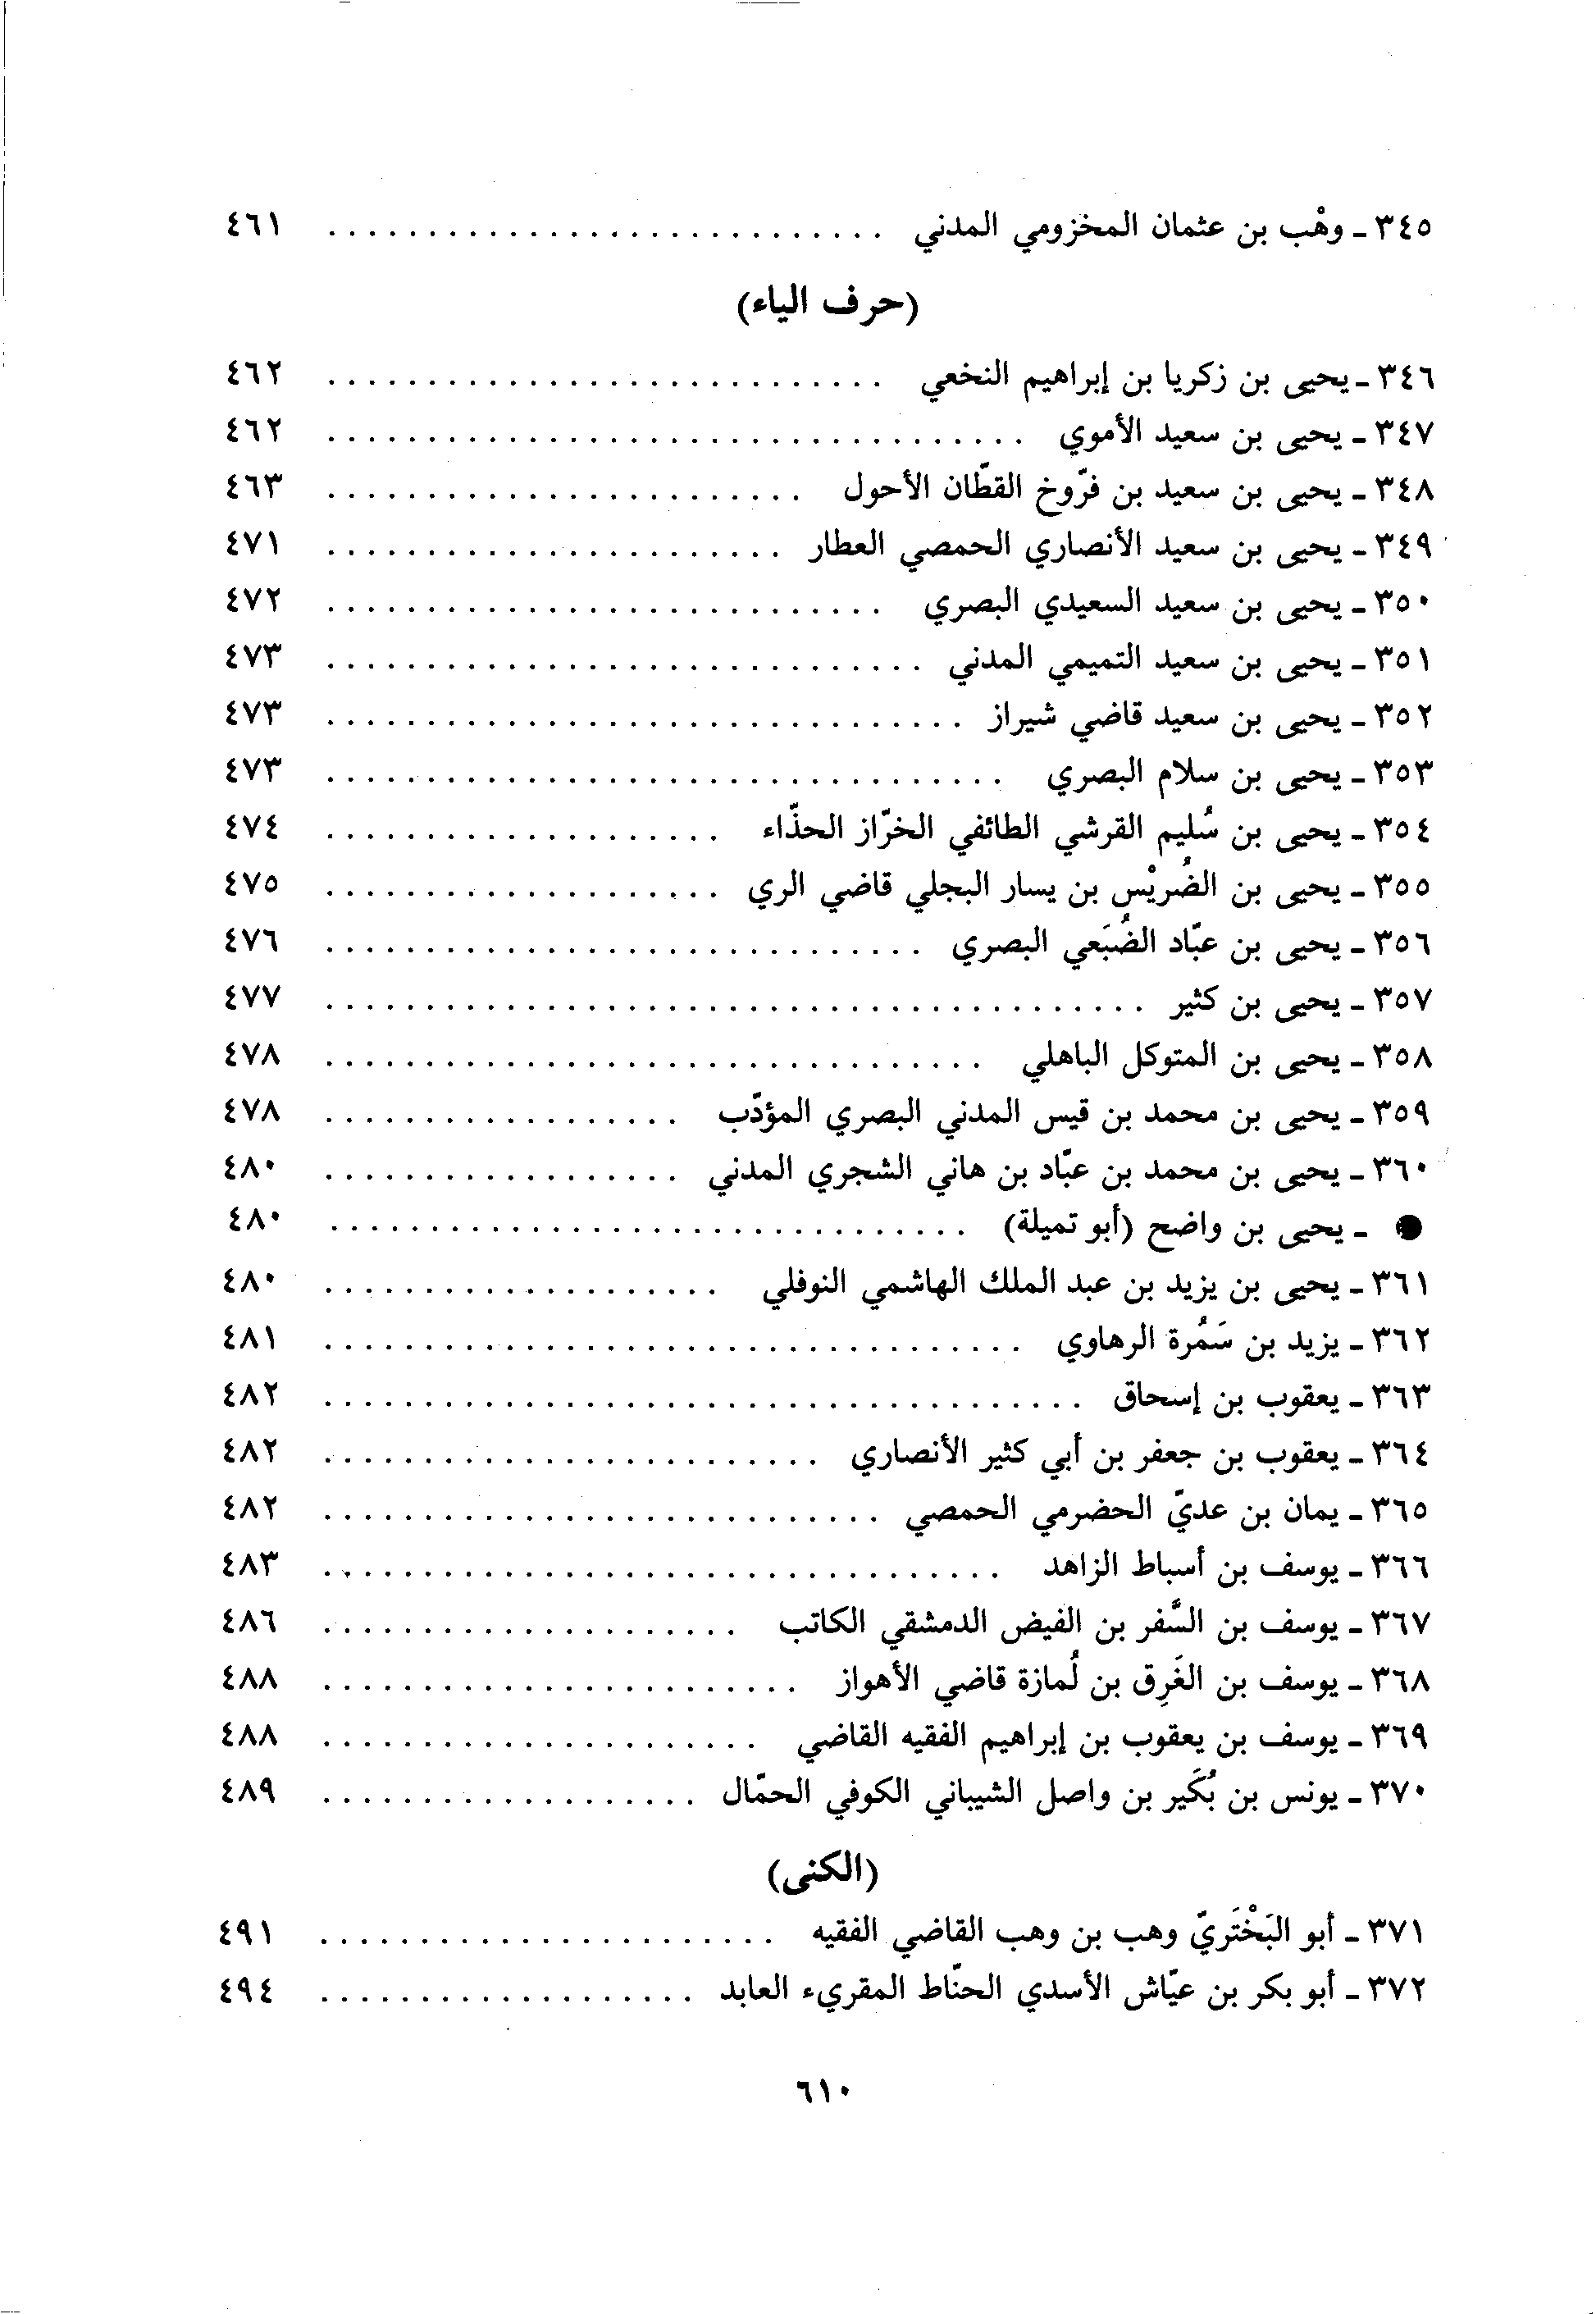 ٣٤٥ - وهْب بن عثمان المخزومي المدني . . . . . . . . . . . . . . . . . . . . . . . . . . . . ٤٦١
(حرف الياء)
٣٤٦ - يحيى بن زكريا بن إبراهيم النخعي . . . . . . . . . . . . . . . . . . . . . . . . . . . . ٤٦٢
٣٤٧ - يحيى بن سعيد الأموي . . . . . . . . . . . . . . . . . . . . . . . . . . . . . . . . . . . ٤٦٢
٣٤٨ - يحيى بن سعيد بن فرّوخ القطّان الأحول . . . . . . . . . . . . . . . . . . . . . . . . ٤٦٣
٣٤٩ - يحيى بن سعيد الأنصاري الحمصي العطار . . . . . . . . . . . . . . . . . . . . . . . ٤٧١
٣٥٠ - يحيى بن سعيد السعيدي البصري . . . . . . . . . . . . . . . . . . . . . . . . . . . . ٤٧٢
٣٥١ - يحيى بن سعيد التميمي المدني . . . . . . . . . . . . . . . . . . . . . . . . . . . . . . ٤٧٣
٣٥٢ - يحيى بن سعيد قاضي شيراز . . . . . . . . . . . . . . . . . . . . . . . . . . . . . . . . ٤٧٣
٣٥٣ - يحيى بن سلام البصري . . . . . . . . . . . . . . . . . . . . . . . . . . . . . . . . . . ٤٧٣
٣٥٤ - يحيى بن سُليم القرشي الطائفي الخرّاز الحذّاء . . . . . . . . . . . . . . . . . . . . ٤٧٤
٣٥٥ - يحيى بن الضُريْس بن يسار البجلي قاضي الري . . . . . . . . . . . . . . . . . . . . ٤٧٥
٣٥٦ - يحيى بن عبّاد الضُبَعي البصري . . . . . . . . . . . . . . . . . . . . . . . . . . . . . . ٤٧٦
٣٥٧ - يحيى بن كثير . . . . . . . . . . . . . . . . . . . . . . . . . . . . . . . . . . . . . . . . . ٤٧٧
٣٥٨ - يحيى بن المتوكل الباهلي . . . . . . . . . . . . . . . . . . . . . . . . . . . . . . . . . ٤٧٨
٣٥٩ - يحيى بن محمد بن قيس المدني البصري المؤدّب . . . . . . . . . . . . . . . . . . ٤٧٨
٣٦٠ - يحيى بن محمد بن عبّاد بن هاني الشجري المدني . . . . . . . . . . . . . . . . . . ٤٨٠
● - يحيى بن واضح (أبو تميلة) . . . . . . . . . . . . . . . . . . . . . . . . . . . . . . . . ٤٨٠
٣٦١ - يحيى بن يزيد بن عبد الملك الهاشمي النوفلي . . . . . . . . . . . . . . . . . . . . ٤٨٠
٣٦٢ - يزيد بن سَمُرة الرهاوي . . . . . . . . . . . . . . . . . . . . . . . . . . . . . . . . . . . ٤٨١
٣٦٣ - يعقوب بن إسحاق . . . . . . . . . . . . . . . . . . . . . . . . . . . . . . . . . . . . . . ٤٨٢
٣٦٤ - يعقوب بن جعفر بن أبي كثير الأنصاري . . . . . . . . . . . . . . . . . . . . . . . . . ٤٨٢
٣٦٥ - يمان بن عديّ الحضرمي الحمصي . . . . . . . . . . . . . . . . . . . . . . . . . . . . ٤٨٢
٣٦٦ - يوسف بن أسباط الزاهد . . . . . . . . . . . . . . . . . . . . . . . . . . . . . . . . . . ٤٨٣
٣٦٧ - يوسف بن السَّفر بن الفيض الدمشقي الكاتب . . . . . . . . . . . . . . . . . . . . . ٤٨٦
٣٦٨ - يوسف بن الغَرِق بن لُمازة قاضي الأهواز . . . . . . . . . . . . . . . . . . . . . . . . ٤٨٨
٣٦٩ - يوسف بن يعقوب بن إبراهيم الفقيه القاضي . . . . . . . . . . . . . . . . . . . . . . ٤٨٨
٣٧٠ - يونس بن بُكَير بن واصل الشيباني الكوفي الحمّال . . . . . . . . . . . . . . . . . . . ٤٨٩
(الكنى)
٣٧١ - أبو البَخْتَريّ وهب بن وهب القاضي الفقيه . . . . . . . . . . . . . . . . . . . . . . . ٤٩١
٣٧٢ - أبو بكر بن عيّاش الأسدي الحنّاط المقرىء العابد . . . . . . . . . . . . . . . . . . . ٤٩٤
٦١٠